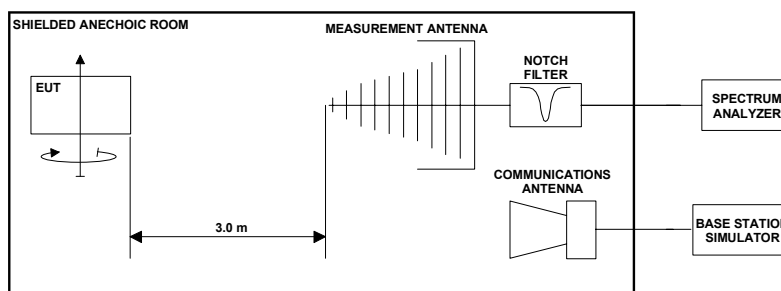 SHIELDED ANECHOIC ROOM
MEASUREMENT ANTENNA
EUT
NOTCH
FILTER
SPECTRUM
ANALYZER
COMMUNICATIONS
ANTENNA
3.0 m
BASE STATION
SIMULATOR